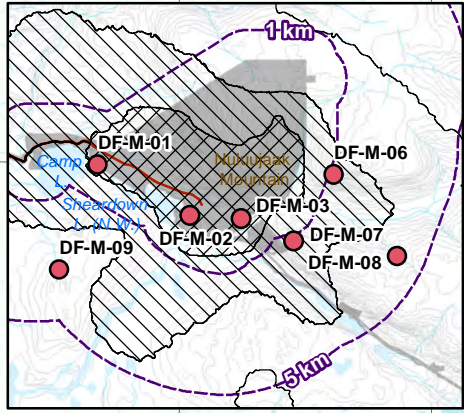 1 km
DF-M-01
Camp
L.
Nuluujaak
Mountain
DF-M-06
Sheardown
L. (N.W.)
DF-M-03
DF-M-02
DF-M-07
DF-M-09
DF-M-08
5 km